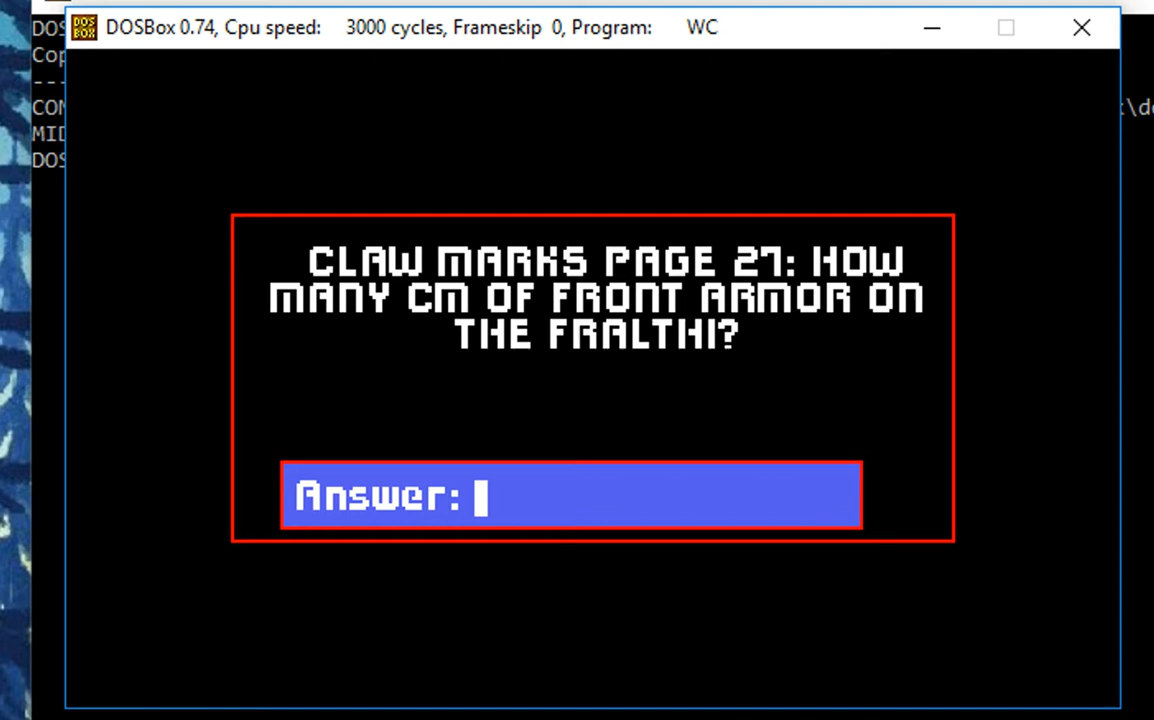 DOSBox 0.74, Cpu speed: 3000 cycles, Frameskip 0, Program: WC
CLAW MARKS PAGE 27: HOW
MANY CM OF FRONT ARMOR ON
THE FRALTHI?
Answer: